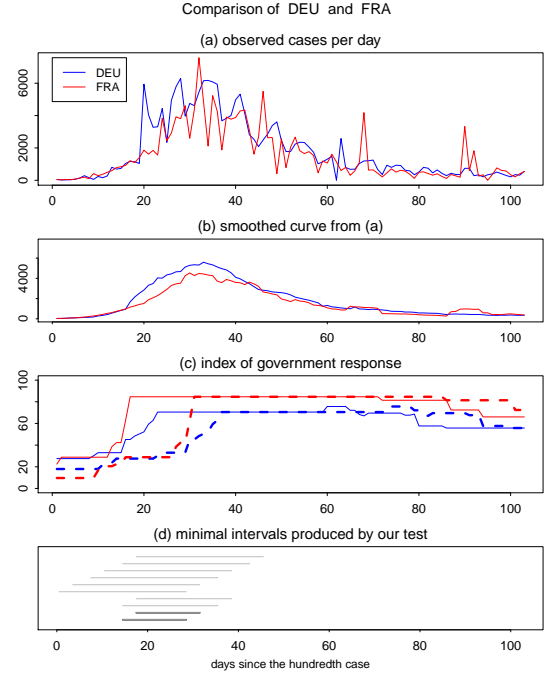 Comparison of DEU and FRA
(a) observed cases per day
DEU
FRA
0 2000 6000
0 20 40 60 80 100
(b) smoothed curve from (a)
0 4000
0 20 40 60 80 100
(c) index of government response
0 20 60 100
0 20 40 60 80 100
(d) minimal intervals produced by our test
0 20 40 60 80 100
days since the hundredth case